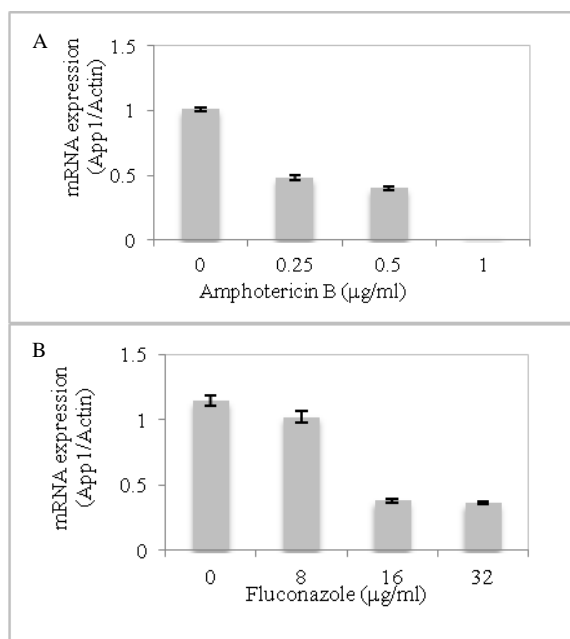 A
mRNA expression
(App1/Actin)
1.5
1
0.5
0
0 0.25 0.5 1
Amphotericin B (µg/ml)
B
mRNA expression
(App1/Actin)
1.5
1
0.5
0
0 8 16 32
Fluconazole (µg/ml)